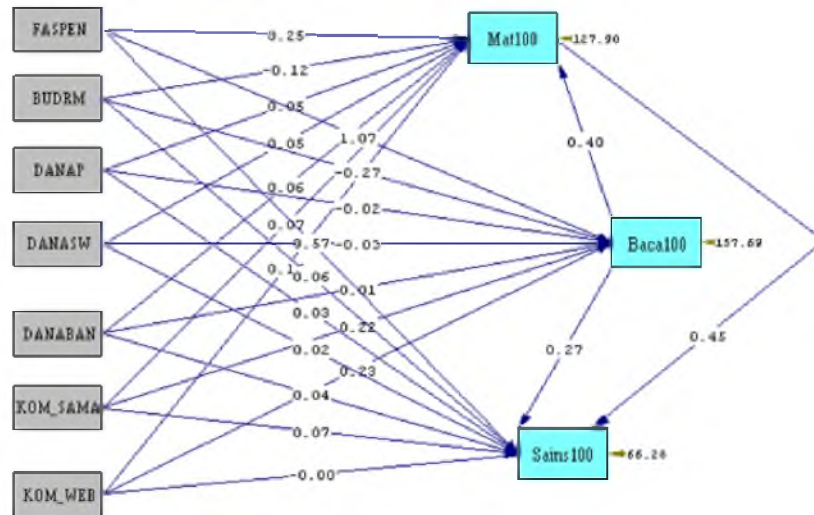 FASPEN
BUDRM
DANAP
DANASW
DANABAN
KOM_SAMA
KOM_WEB
Mat100
Baca100
Sains100
127.90
157.69
66.28
0.25
-0.12
0.05
0.05
0.06
0.07
1.07
-0.27
-0.02
-0.03
0.01
0.22
0.23
0.57
0.06
0.03
0.02
0.04
0.07
-0.00
0.40
0.27
0.45